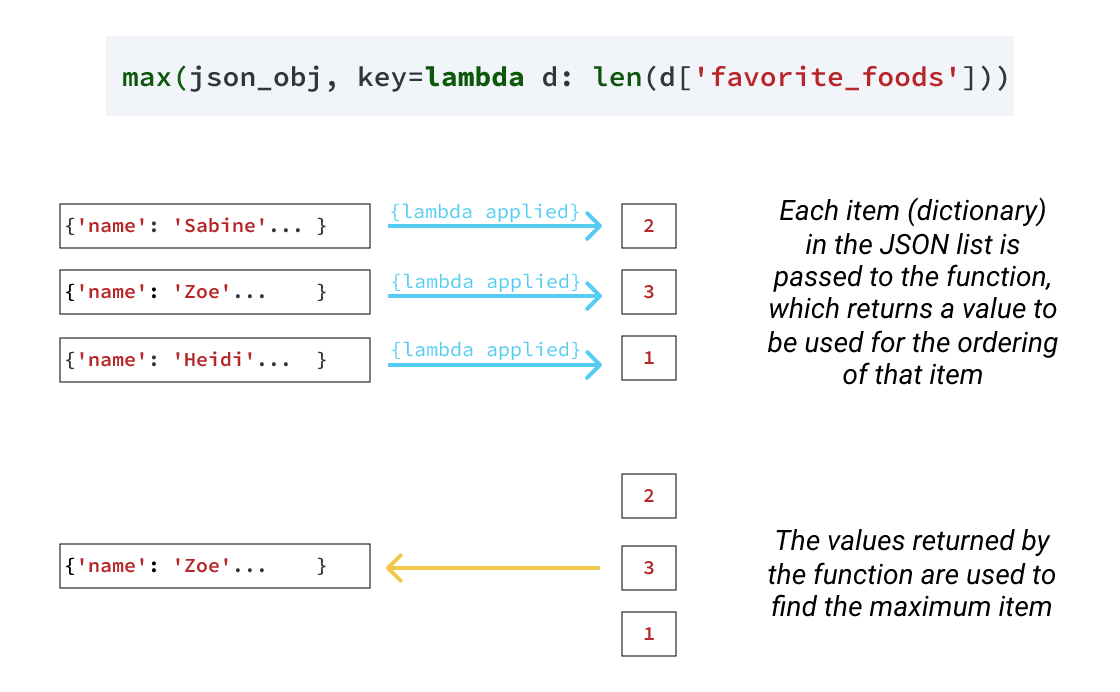 max(json_obj, key=lambda d: len(d['favorite_foods']))
{'name': 'Sabine'... }
{lambda applied}
2
{'name': 'Zoe'...    }
{lambda applied}
3
{'name': 'Heidi'...  }
{lambda applied}
1
Each item (dictionary)
in the JSON list is
passed to the function,
which returns a value to
be used for the ordering
of that item
2
{'name': 'Zoe'...    }
3
1
The values returned by
the function are used to
find the maximum item